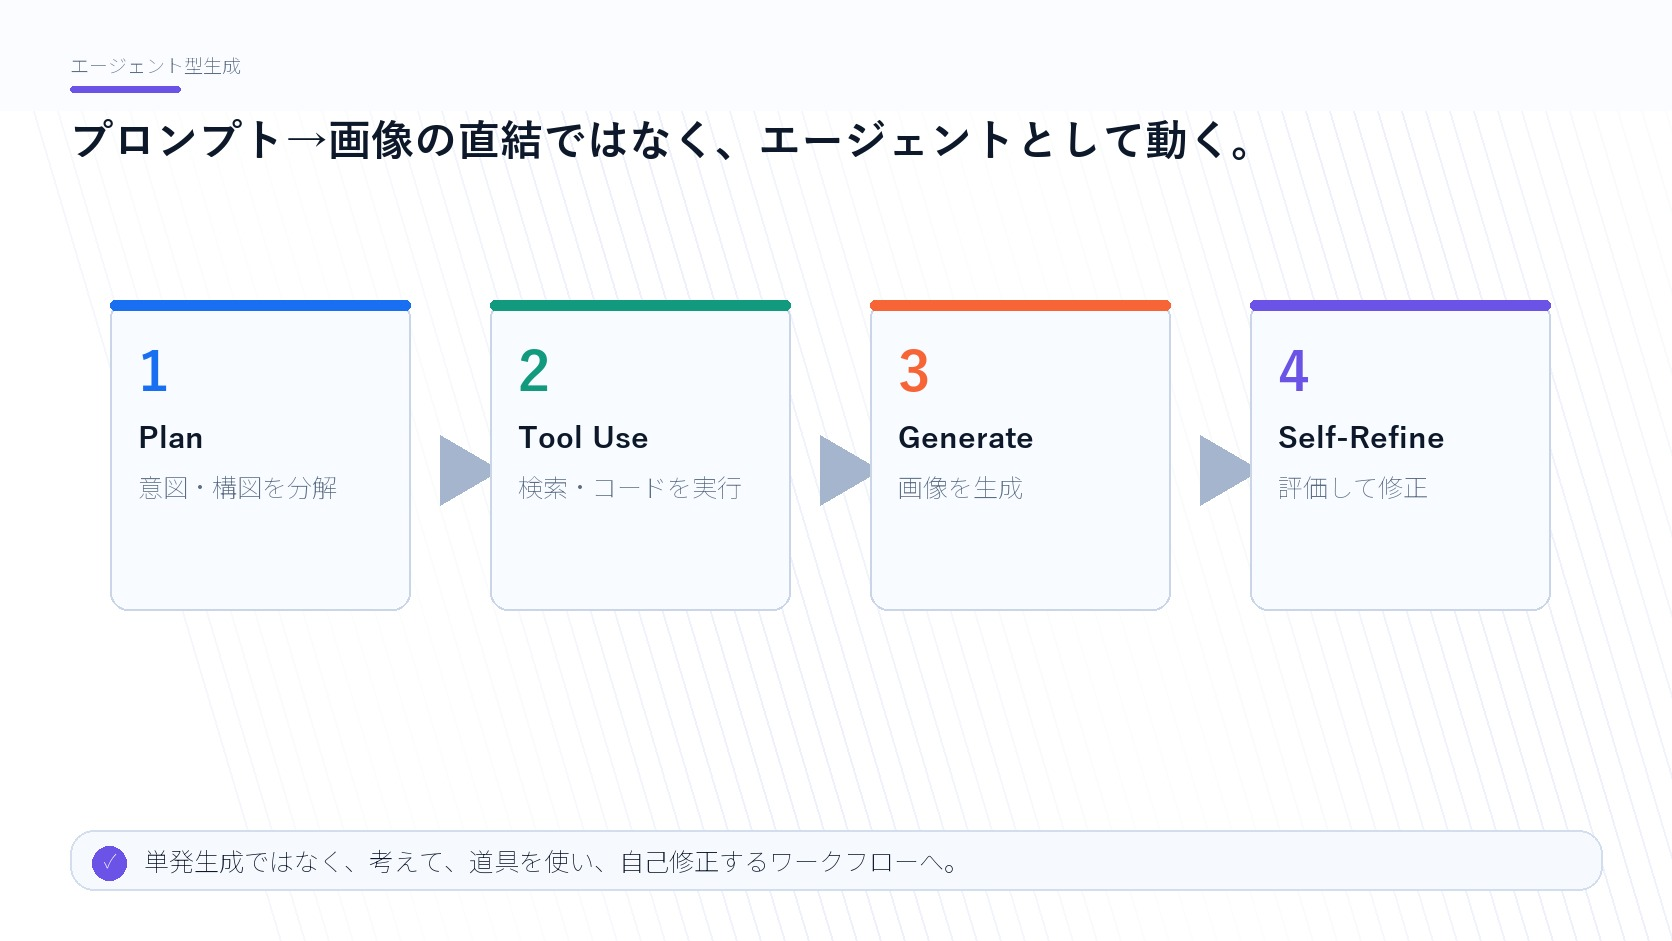 エージェント型生成
プロンプト→画像の直結ではなく、エージェントとして動く。
1
Plan
意図・構図を分解
2
Tool Use
検索・コードを実行
3
Generate
画像を生成
4
Self-Refine
評価して修正
✓ 単発生成ではなく、考えて、道具を使い、自己修正するワークフローへ。